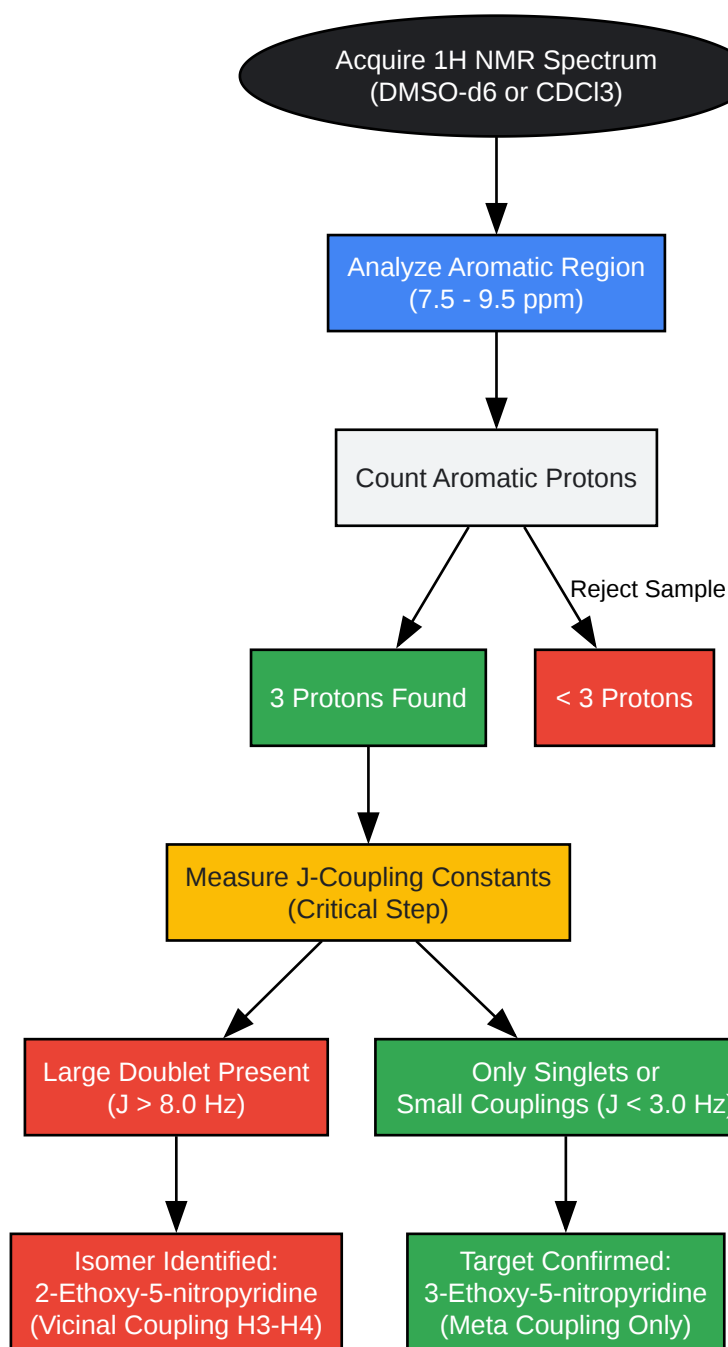 Acquire 1H NMR Spectrum
(DMSO-d6 or CDCl3)
Analyze Aromatic Region
(7.5 - 9.5 ppm)
Count Aromatic Protons
Reject Sample
3 Protons Found
< 3 Protons
Measure J-Coupling Constants
(Critical Step)
Large Doublet Present
(J > 8.0 Hz)
Only Singlets or
Small Couplings (J < 3.0 Hz)
Isomer Identified:
2-Ethoxy-5-nitropyridine
(Vicinal Coupling H3-H4)
Target Confirmed:
3-Ethoxy-5-nitropyridine
(Meta Coupling Only)